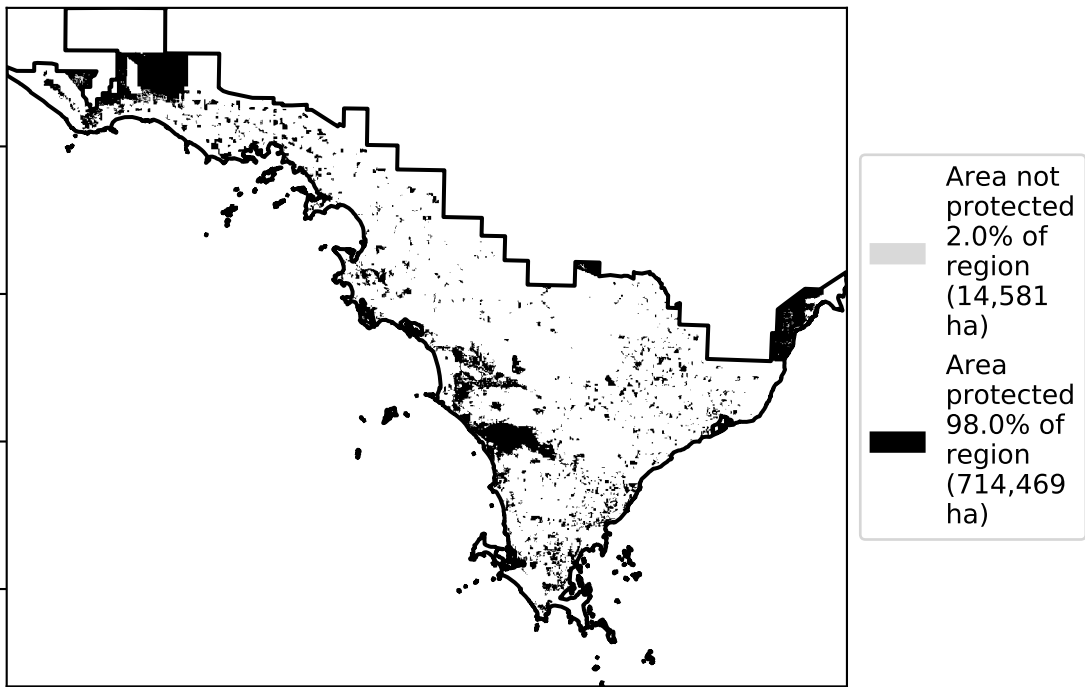 Area not
protected
2.0% of
region
(14,581
ha)
Area
protected
98.0% of
region
(714,469
ha)